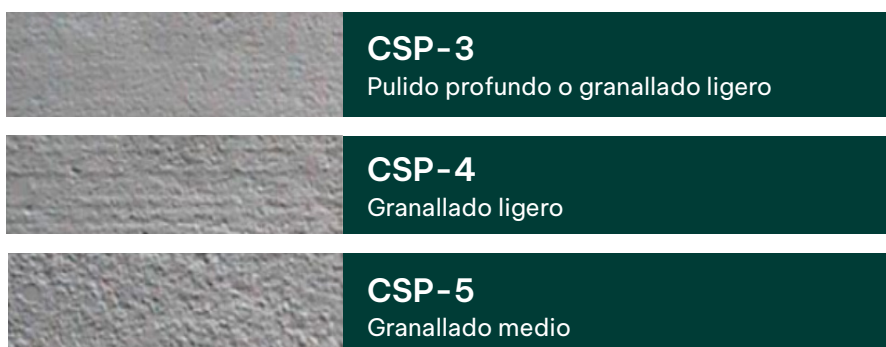 CSP-3
Pulido profundo o granallado ligero
CSP-4
Granallado ligero
CSP-5
Granallado medio